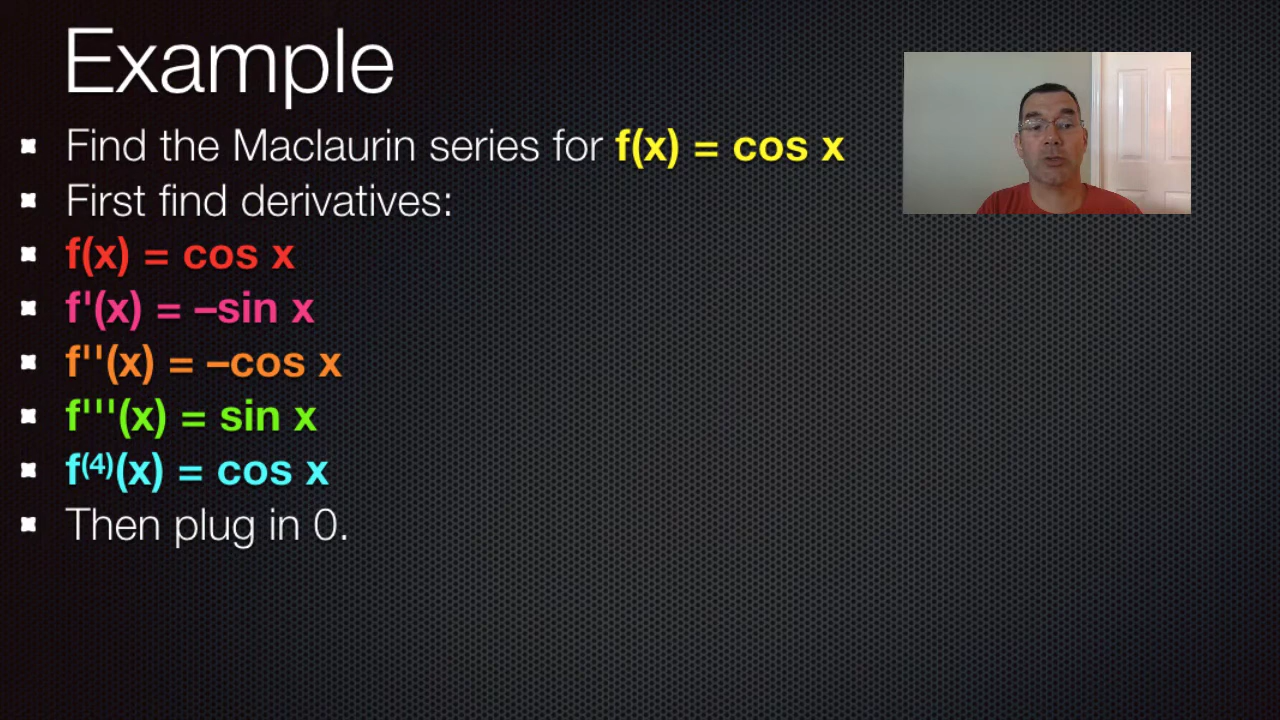 Example
Find the Maclaurin series for f(x) = cos x
First find derivatives:
f(x) = cos x
f'(x) = –sin x
f''(x) = –cos x
f'''(x) = sin x
f⁽⁴⁾(x) = cos x
Then plug in 0.